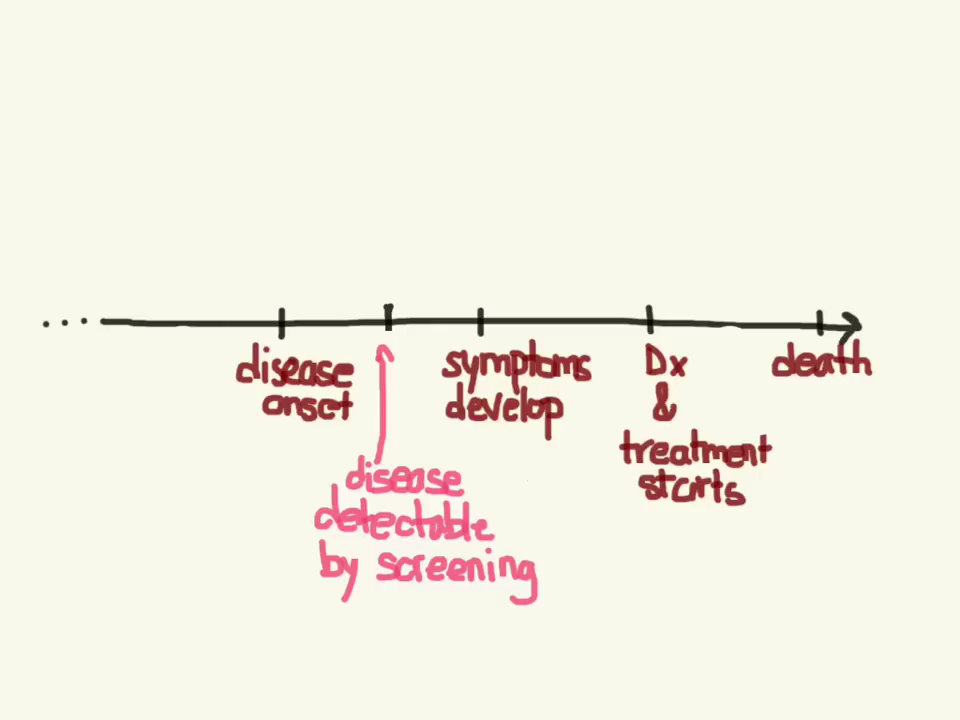 ...
disease
onset
symptoms
develop
Dx
&
treatment
starts
death
disease
detectable
by screening